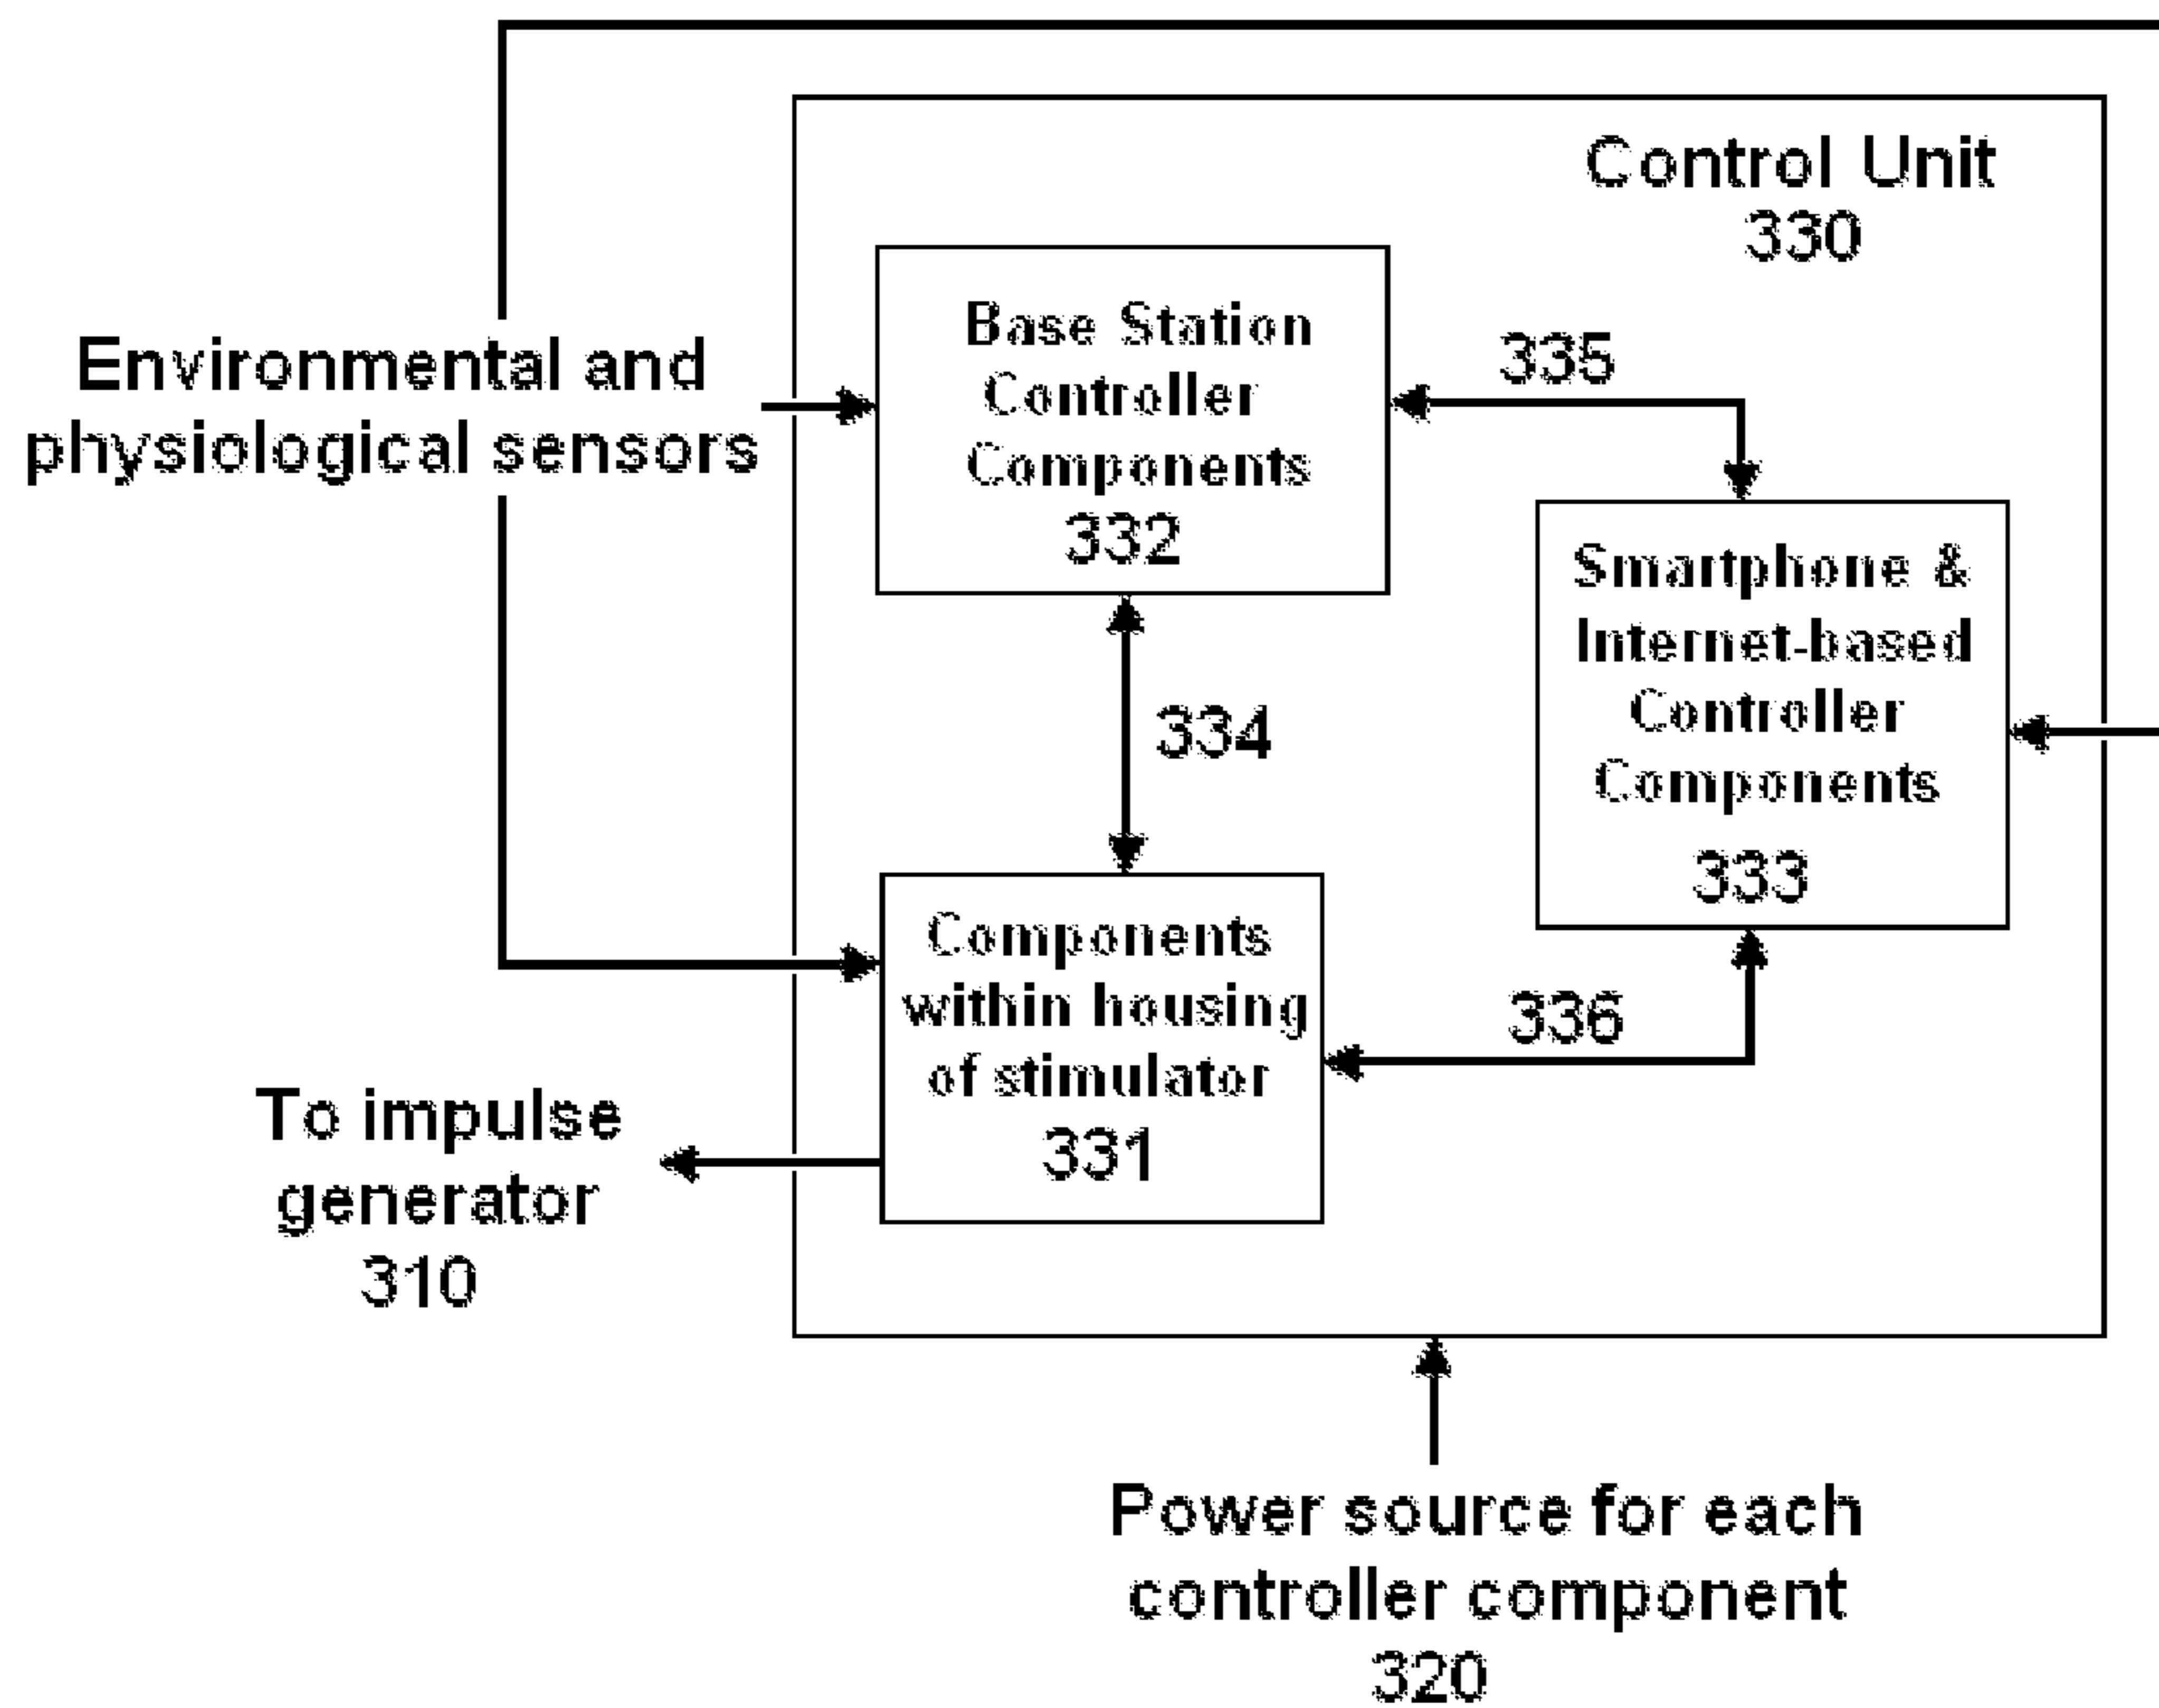 Control Unit
330
Environmental and
physiological sensors
Base Station
Controller
Components
332
335
Smartphone &
Internet-based
Controller
Components
333
334
Components
within housing
of stimulator
331
336
To impulse
generator
310
Power source for each
controller component
320